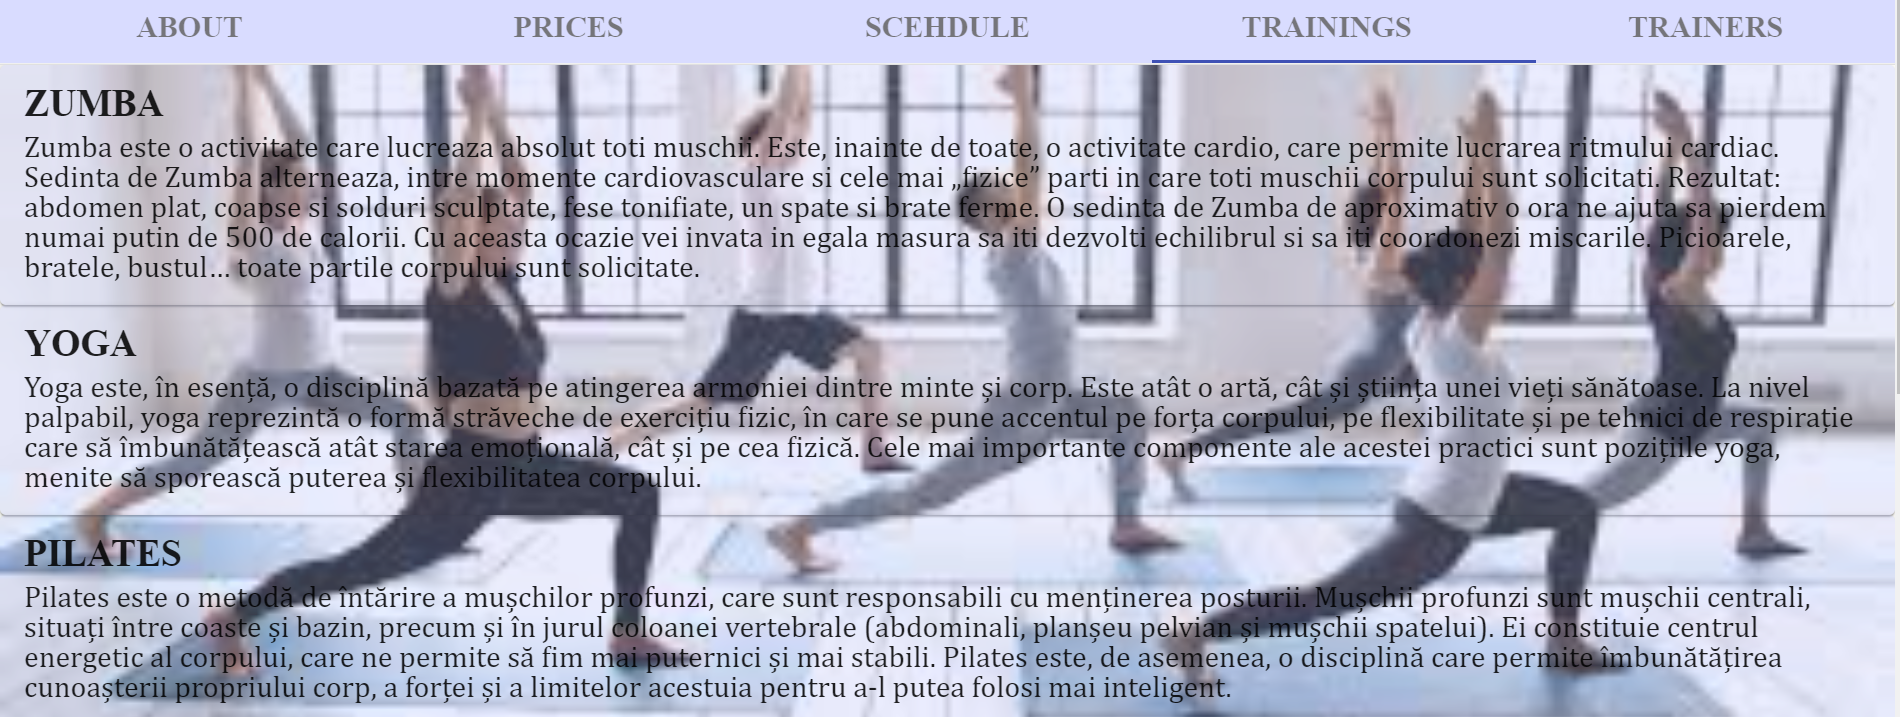 ABOUT PRICES SCEHDULE TRAININGS TRAINERS
ZUMBA
Zumba este o activitate care lucreaza absolut toti muschii. Este, inainte de toate, o activitate cardio, care permite lucrarea ritmului cardiac.
Sedinta de Zumba alterneaza, intre momente cardiovasculare si cele mai „fizice” parti in care toti muschii corpului sunt solicitati. Rezultat:
abdomen plat, coapse si solduri sculptate, fese tonifiate, un spate si brate ferme. O sedinta de Zumba de aproximativ o ora ne ajuta sa pierdem
numai putin de 500 de calorii. Cu aceasta ocazie vei invata in egala masura sa iti dezvolti echilibrul si sa iti coordonezi miscarile. Picioarele,
bratele, bustul… toate partile corpului sunt solicitate.
YOGA
Yoga este, în esență, o disciplină bazată pe atingerea armoniei dintre minte și corp. Este atât o artă, cât și știința unei vieți sănătoase. La nivel
palpabil, yoga reprezintă o formă străveche de exercițiu fizic, în care se pune accentul pe forța corpului, pe flexibilitate și pe tehnici de respirație
care să îmbunătățească atât starea emoțională, cât și pe cea fizică. Cele mai importante componente ale acestei practici sunt pozițiile yoga,
menite să sporească puterea și flexibilitatea corpului.
PILATES
Pilates este o metodă de întărire a mușchilor profunzi, care sunt responsabili cu menținerea posturii. Mușchii profunzi sunt mușchii centrali,
situați între coaste și bazin, precum și în jurul coloanei vertebrale (abdominali, planșeu pelvian și mușchii spatelui). Ei constituie centrul
energetic al corpului, care ne permite să fim mai puternici și mai stabili. Pilates este, de asemenea, o disciplină care permite îmbunătățirea
cunoașterii propriului corp, a forței și a limitelor acestuia pentru a-l putea folosi mai inteligent.